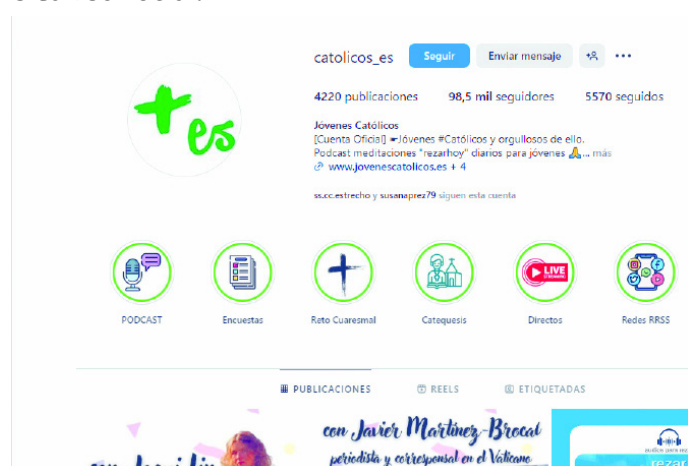 catolicos_es Seguir Enviar mensaje
4220 publicaciones 98,5 mil seguidores 5570 seguidos
Jóvenes Católicos
[Cuenta Oficial] ☛Jóvenes #Católicos y orgullosos de ello.
Podcast meditaciones "rezarhoy" diarios para jóvenes 🙏... más
www.jovenescatolicos.es + 4
ss.cc.estrecho y susanaprez79 siguen esta cuenta
+es
LIVE
PODCAST Encuestas Reto Cuaresmal Catequesis Directos Redes RRSS
PUBLICACIONES REELS ETIQUETADAS
con Javier Martínez-Brocal
periodista y corresponsal en el Vaticano
rezar